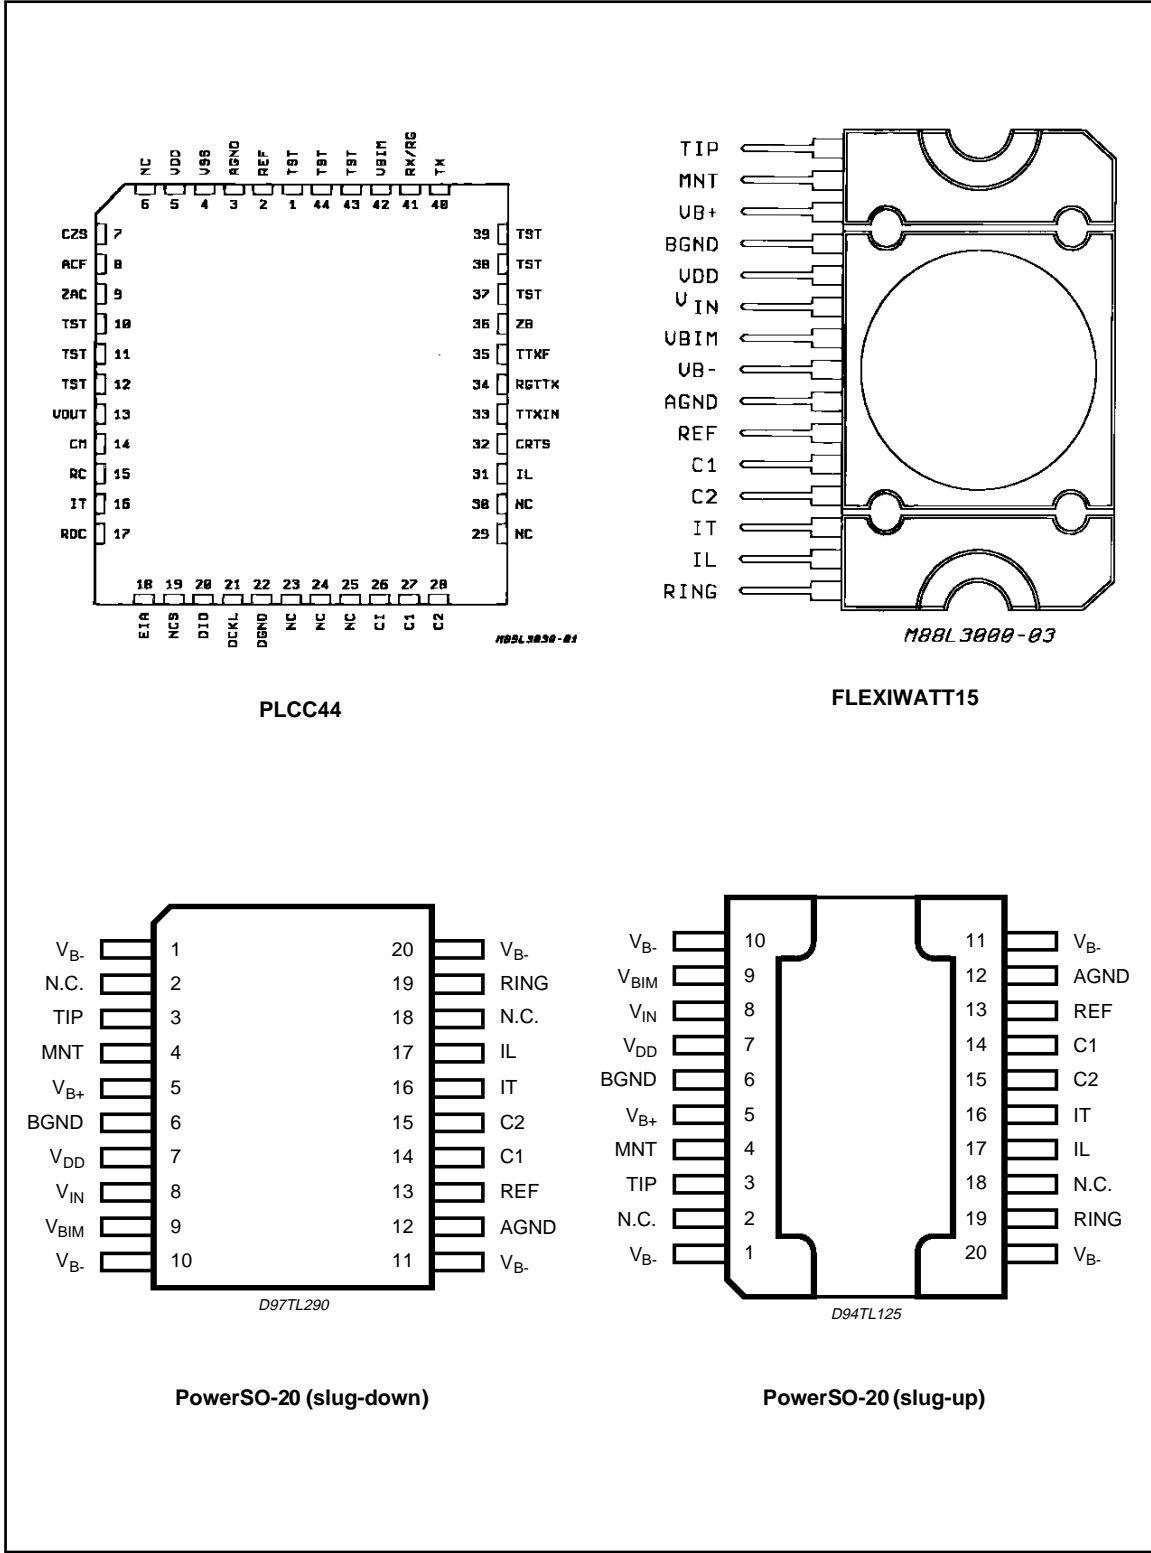 NC VDD VSS AGND REF TST TST TST VBIM RX/RG TX
6 5 4 3 2 1 44 43 42 41 40
CZS 7 39 TST
ACF 8 38 TST
ZAC 9 37 TST
TST 10 36 ZB
TST 11 35 TTXF
TST 12 34 RGTTX
VOUT 13 33 TTXIN
CM 14 32 CRTS
RC 15 31 IL
IT 16 30 NC
RDC 17 29 NC
18 19 20 21 22 23 24 25 26 27 28
EIA NCS DIO DCKL DGND NC NC NC CI C1 C2
M89L3030-01
PLCC44
TIP
MNT
VB+
BGND
VDD
VIN
VBIM
VB-
AGND
REF
C1
C2
IT
IL
RING
M88L3000-03
FLEXIWATT15
VB- 1 20 VB-
N.C. 2 19 RING
TIP 3 18 N.C.
MNT 4 17 IL
VB+ 5 16 IT
BGND 6 15 C2
VDD 7 14 C1
VIN 8 13 REF
VBIM 9 12 AGND
VB- 10 11 VB-
D97TL290
PowerSO-20 (slug-down)
VB- 10 11 VB-
VBIM 9 12 AGND
VIN 8 13 REF
VDD 7 14 C1
BGND 6 15 C2
VB+ 5 16 IT
MNT 4 17 IL
TIP 3 18 N.C.
N.C. 2 19 RING
VB- 1 20 VB-
D94TL125
PowerSO-20 (slug-up)